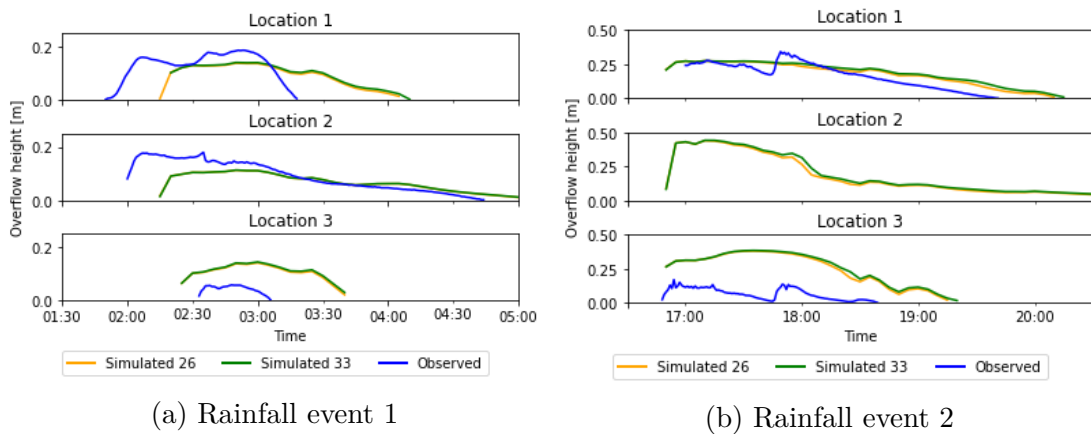 Location 1
0.2
0.0
Location 2
0.2
0.0
Location 3
0.2
0.0
Overflow height [m]
01:30 02:00 02:30 03:00 03:30 04:00 04:30 05:00
Time
Simulated 26 Simulated 33 Observed
(a) Rainfall event 1
Location 1
0.50
0.25
0.00
Location 2
0.50
0.25
0.00
Location 3
0.50
0.25
0.00
Overflow height [m]
17:00 18:00 19:00 20:00
Time
Simulated 26 Simulated 33 Observed
(b) Rainfall event 2